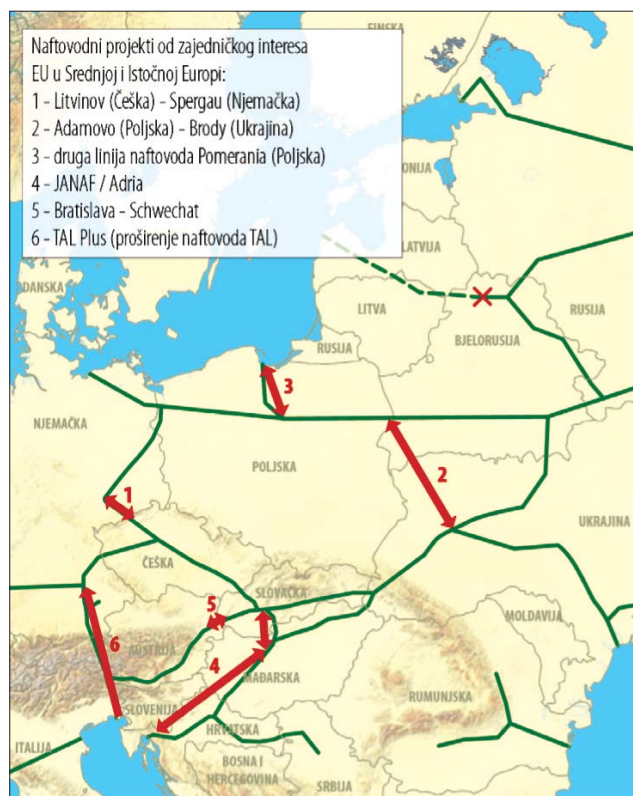 Naftovodni projekti od zajedničkog interesa
EU u Srednjoj i Istočnoj Europi:
1 - Litvinov (Češka) - Spergau (Njemačka)
2 - Adamovo (Poljska) - Brody (Ukrajina)
3 - druga linija naftovoda Pomerania (Poljska)
4 - JANAF / Adria
5 - Bratislava - Schwechat
6 - TAL Plus (proširenje naftovoda TAL)
FINSKA
ONIJA
LATVIJA
DANSKA
LITVA
RUSIJA
RUSIJA
BJELORUSIJA
3
NJEMAČKA
POLJSKA
2
1
UKRAJINA
ČEŠKA
SLOVAČKA
5
MOLDAVIJA
6
AUSTRIJA
4
MAĐARSKA
RUMUNJSKA
SLOVENIJA
HRVATSKA
ITALIJA
BOSNA I
HERCEGOVINA
SRBIJA